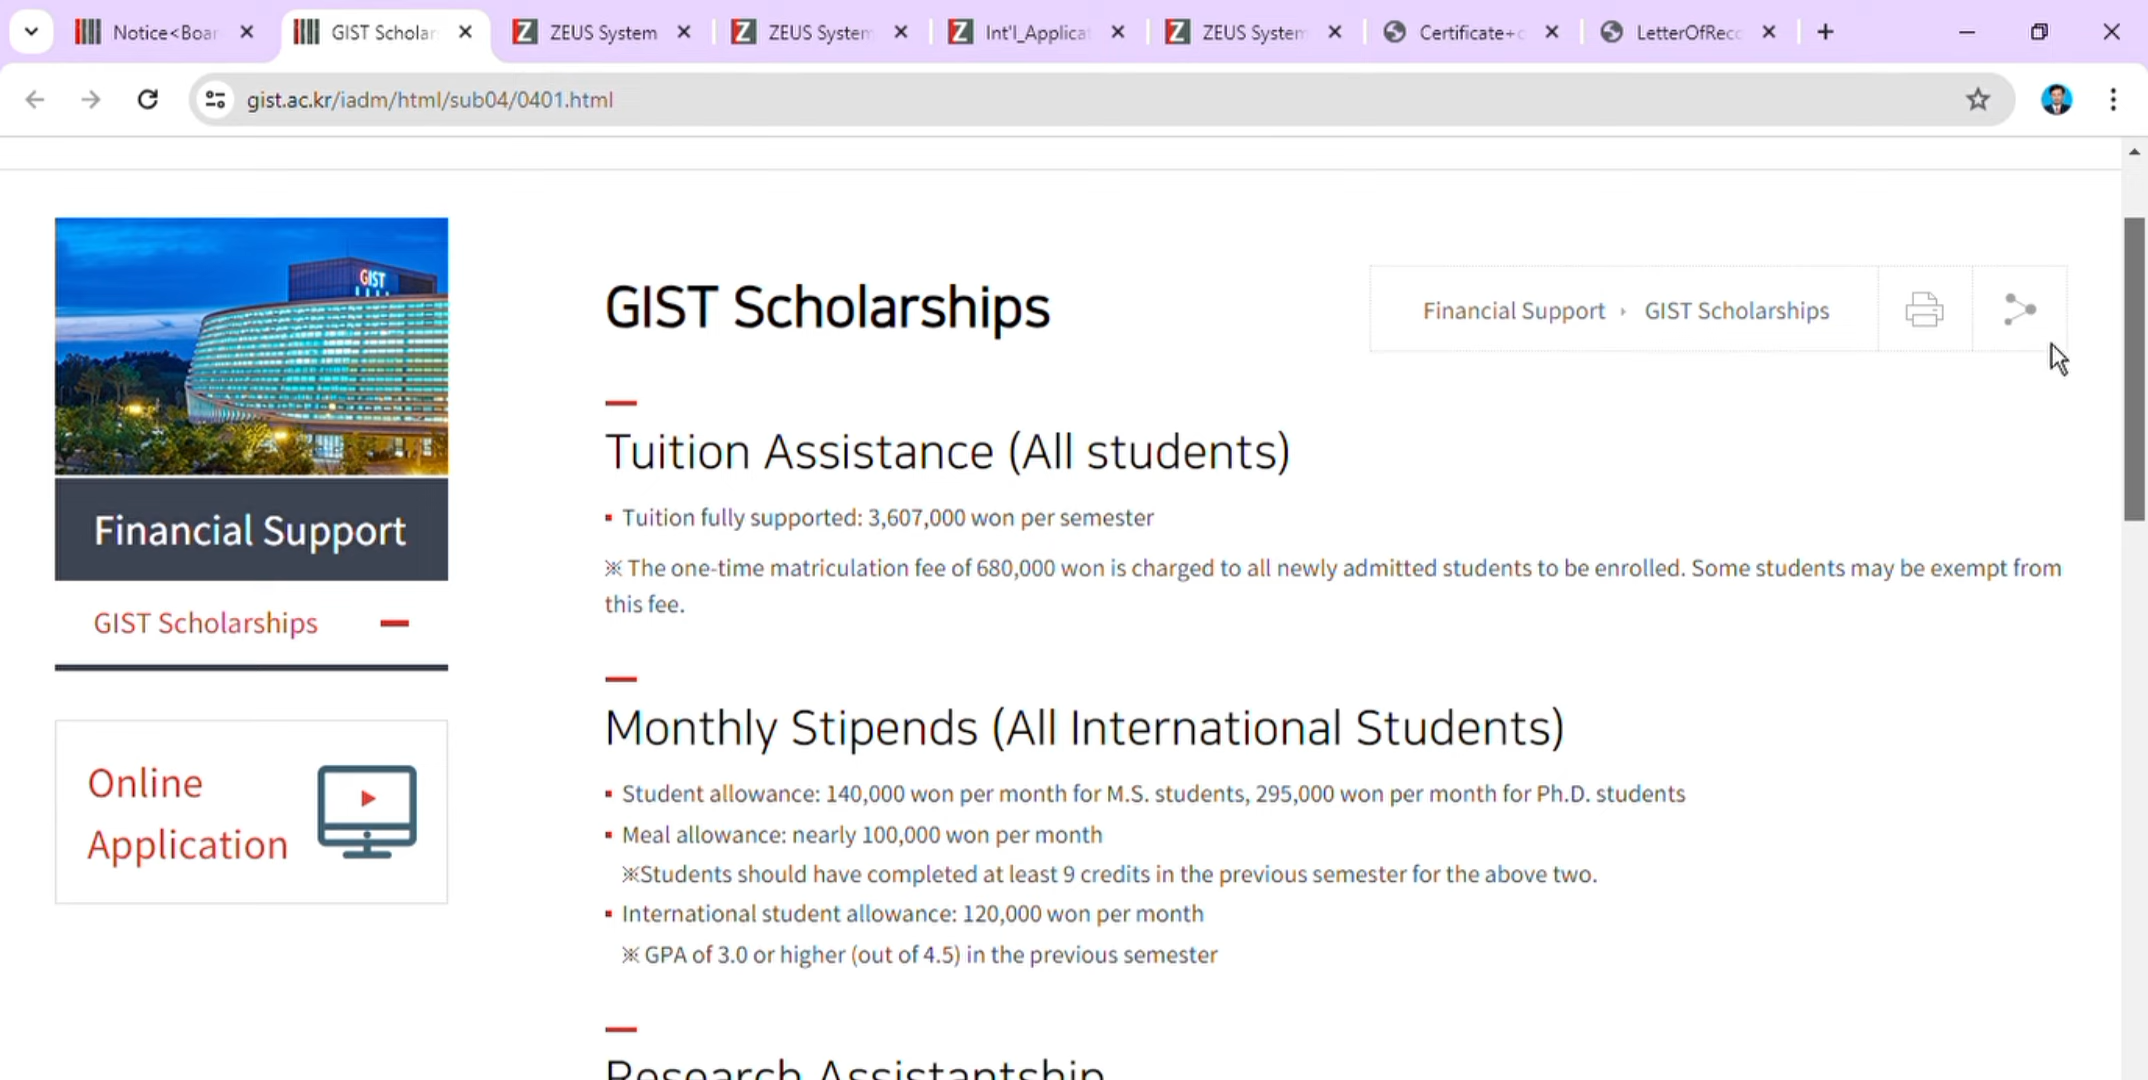 Notice<Boar
GIST Scholar
ZEUS System
ZEUS System
Int'l_Applicat
ZEUS System
Certificate+c
LetterOfReco
gist.ac.kr/iadm/html/sub04/0401.html
GIST
Financial Support
GIST Scholarships
Online
Application
GIST Scholarships
Financial Support › GIST Scholarships
Tuition Assistance (All students)
▪ Tuition fully supported: 3,607,000 won per semester
※ The one-time matriculation fee of 680,000 won is charged to all newly admitted students to be enrolled. Some students may be exempt from
this fee.
Monthly Stipends (All International Students)
▪ Student allowance: 140,000 won per month for M.S. students, 295,000 won per month for Ph.D. students
▪ Meal allowance: nearly 100,000 won per month
※Students should have completed at least 9 credits in the previous semester for the above two.
▪ International student allowance: 120,000 won per month
※ GPA of 3.0 or higher (out of 4.5) in the previous semester
Research Assistantship